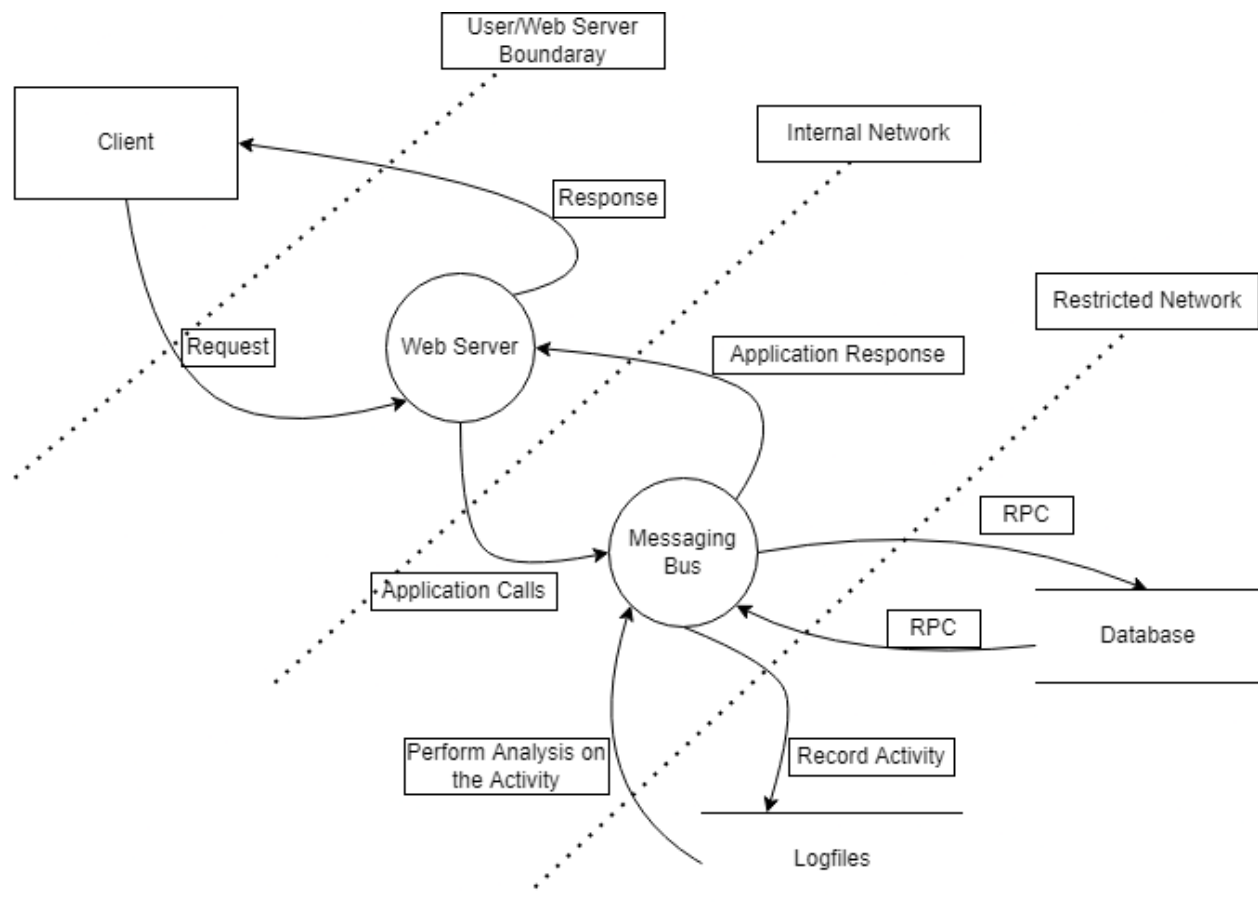 User/Web Server
Boundaray
Client
Internal Network
Response
Restricted Network
Request
Web Server
Application Response
RPC
Messaging
Bus
Application Calls
RPC
Database
Perform Analysis on
the Activity
Record Activity
Logfiles